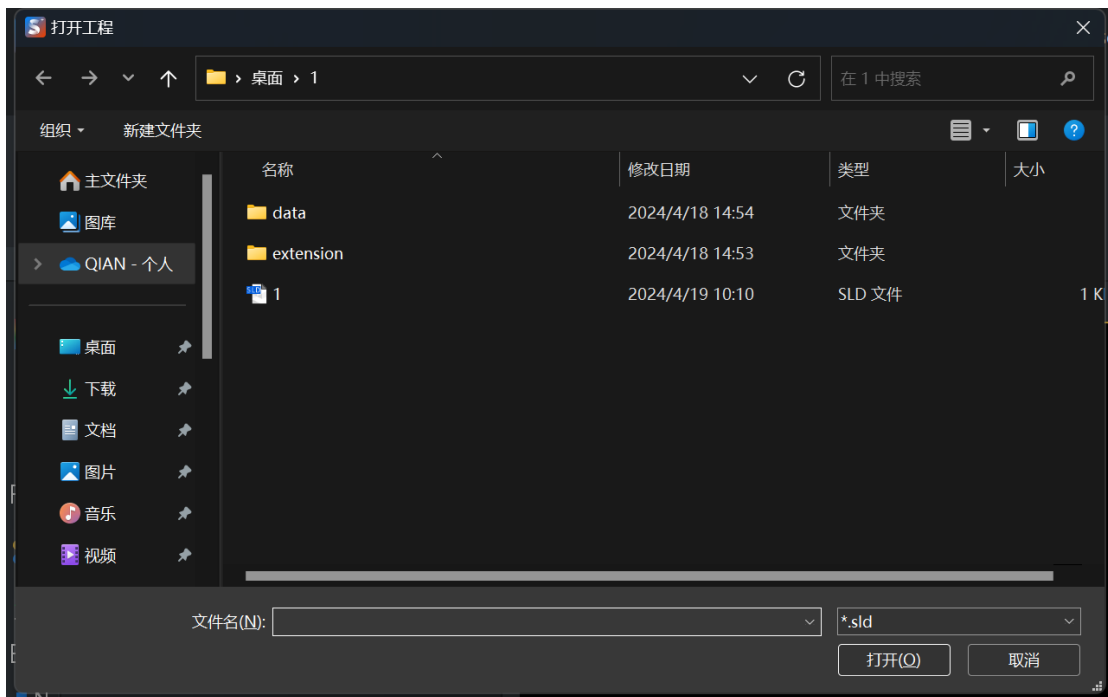 打开工程
桌面 › 1
在 1 中搜索
组织 新建文件夹
名称 修改日期 类型 大小
主文件夹
图库
QIAN - 个人
桌面
下载
文档
图片
音乐
视频
data 2024/4/18 14:54 文件夹
extension 2024/4/18 14:53 文件夹
1 2024/4/19 10:10 SLD 文件 1 K
文件名(N):
*.sld
打开(O) 取消